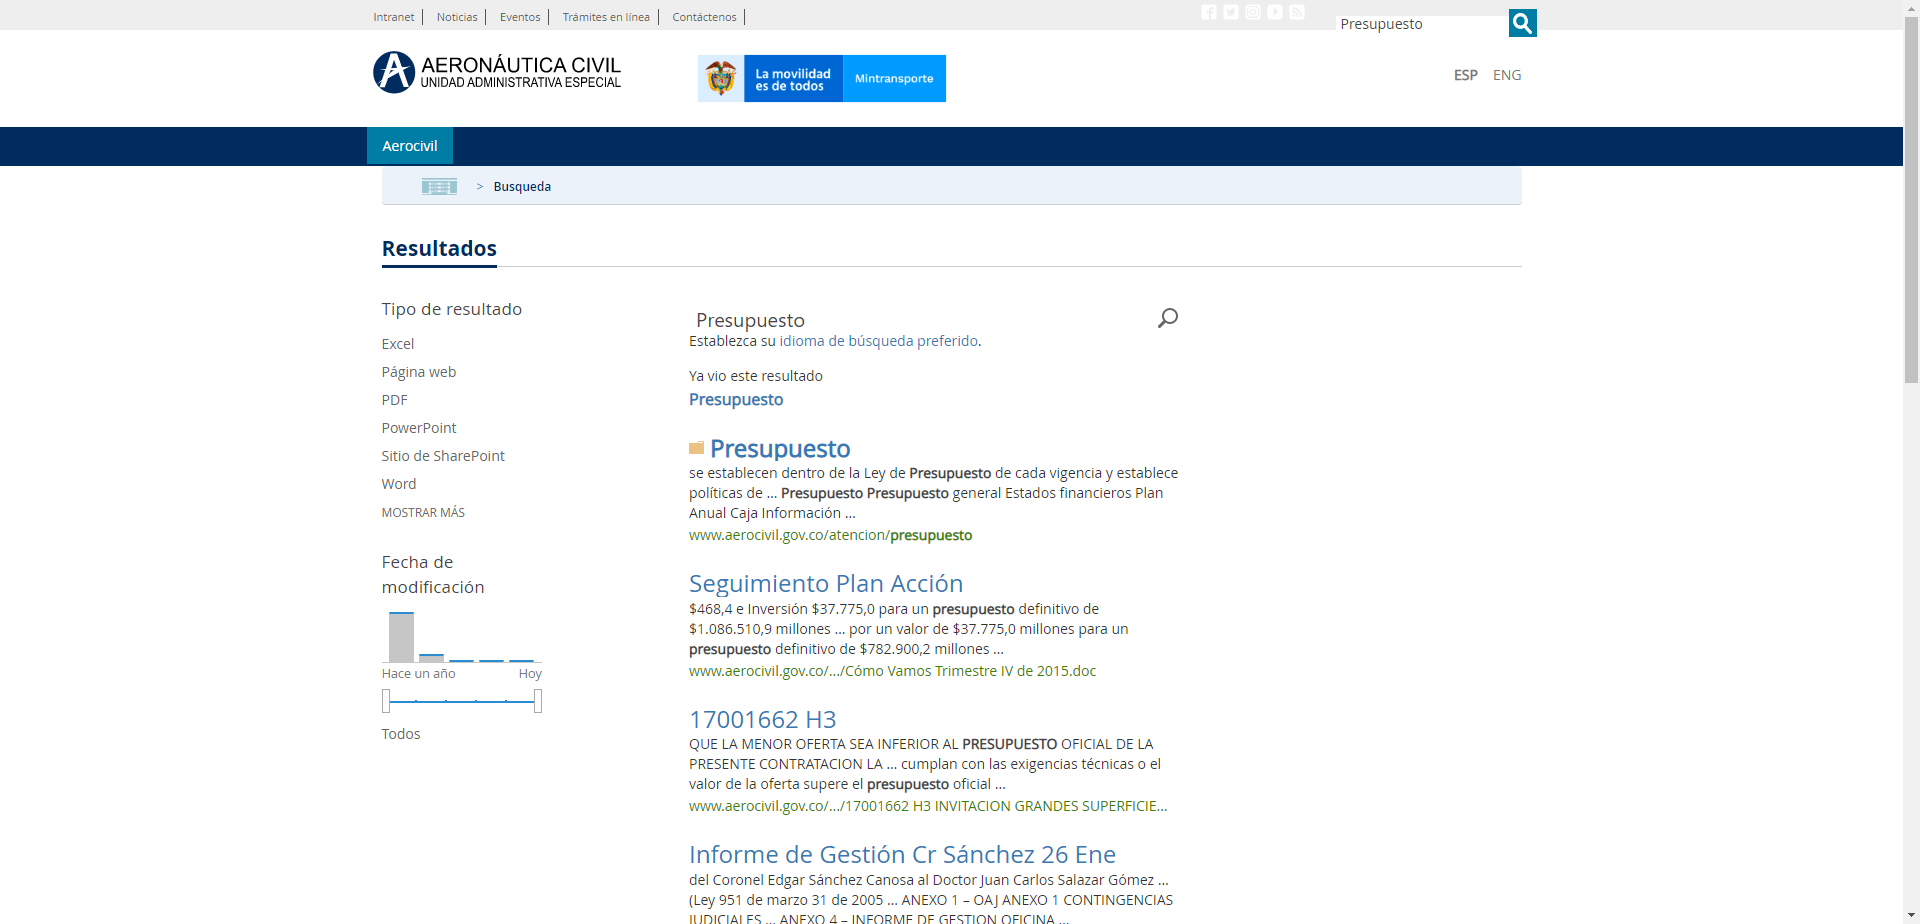 Intranet
Noticias
Eventos
Trámites en línea
Contáctenos
Presupuesto
AERONÁUTICA CIVIL
UNIDAD ADMINISTRATIVA ESPECIAL
La movilidad
es de todos
Mintransporte
ESP
ENG
Aerocivil
> Busqueda
Resultados
Tipo de resultado
Excel
Página web
PDF
PowerPoint
Sitio de SharePoint
Word
MOSTRAR MÁS
Fecha de
modificación
Hace un año
Hoy
Todos
Presupuesto
Establezca su idioma de búsqueda preferido.
Ya vio este resultado
Presupuesto
Presupuesto
se establecen dentro de la Ley de Presupuesto de cada vigencia y establece
políticas de ... Presupuesto Presupuesto general Estados financieros Plan
Anual Caja Información ...
www.aerocivil.gov.co/atencion/presupuesto
Seguimiento Plan Acción
$468,4 e Inversión $37.775,0 para un presupuesto definitivo de
$1.086.510,9 millones ... por un valor de $37.775,0 millones para un
presupuesto definitivo de $782.900,2 millones ...
www.aerocivil.gov.co/.../Cómo Vamos Trimestre IV de 2015.doc
17001662 H3
QUE LA MENOR OFERTA SEA INFERIOR AL PRESUPUESTO OFICIAL DE LA
PRESENTE CONTRATACION LA ... cumplan con las exigencias técnicas o el
valor de la oferta supere el presupuesto oficial ...
www.aerocivil.gov.co/.../17001662 H3 INVITACION GRANDES SUPERFICIE...
Informe de Gestión Cr Sánchez 26 Ene
del Coronel Edgar Sánchez Canosa al Doctor Juan Carlos Salazar Gómez ...
(Ley 951 de marzo 31 de 2005 ... ANEXO 1 – OAJ ANEXO 1 CONTINGENCIAS
JUDICIALES ... ANEXO 4 – INFORME DE GESTION OFICINA ...